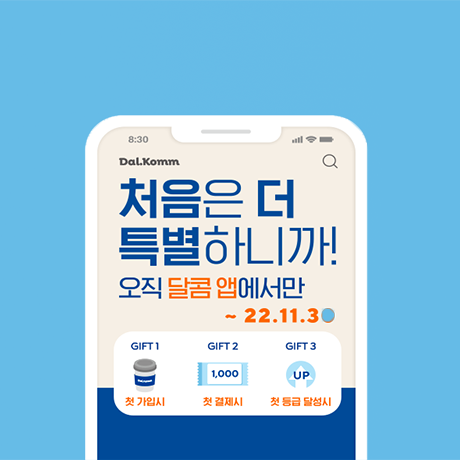 8:30
Dal.Komm
처음은 더
특별하니까!
오직 달콤 앱에서만
~ 22.11.30
GIFT 1
GIFT 2
GIFT 3
Dal.Komm
1,000
UP
첫 가입시
첫 결제시
첫 등급 달성시